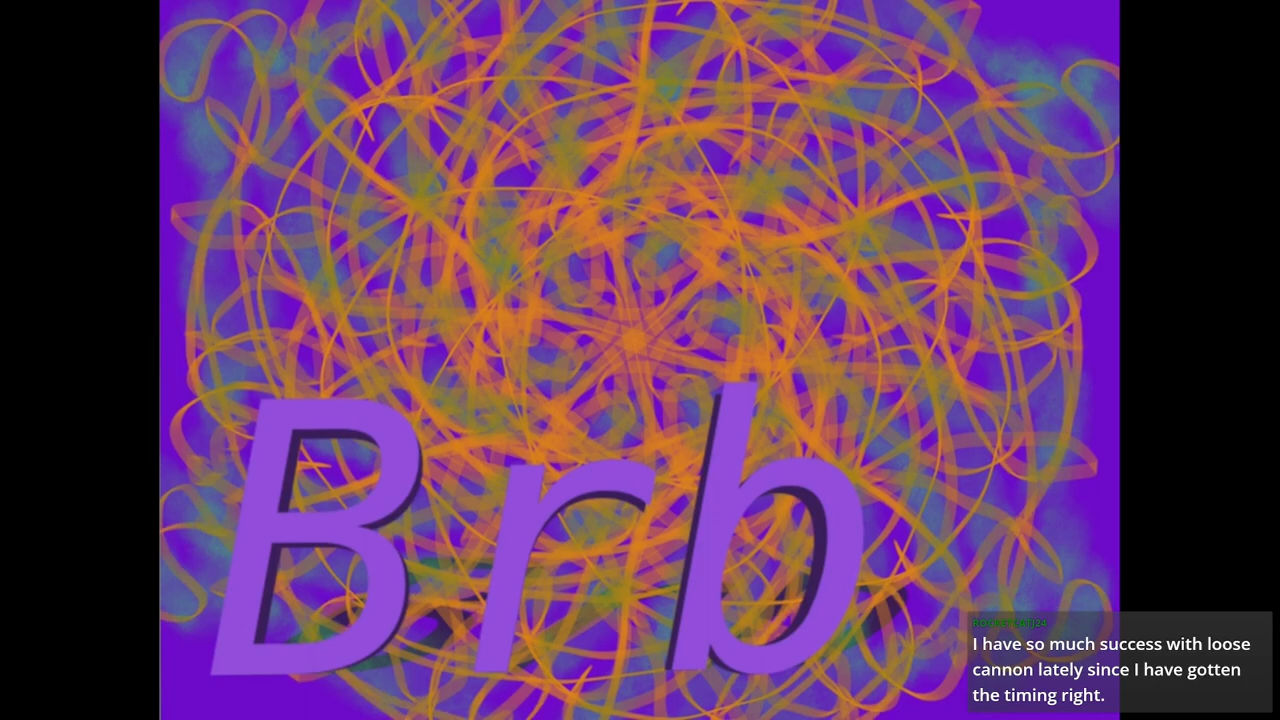 Brb
I have so much success with loose
cannon lately since I have gotten
the timing right.